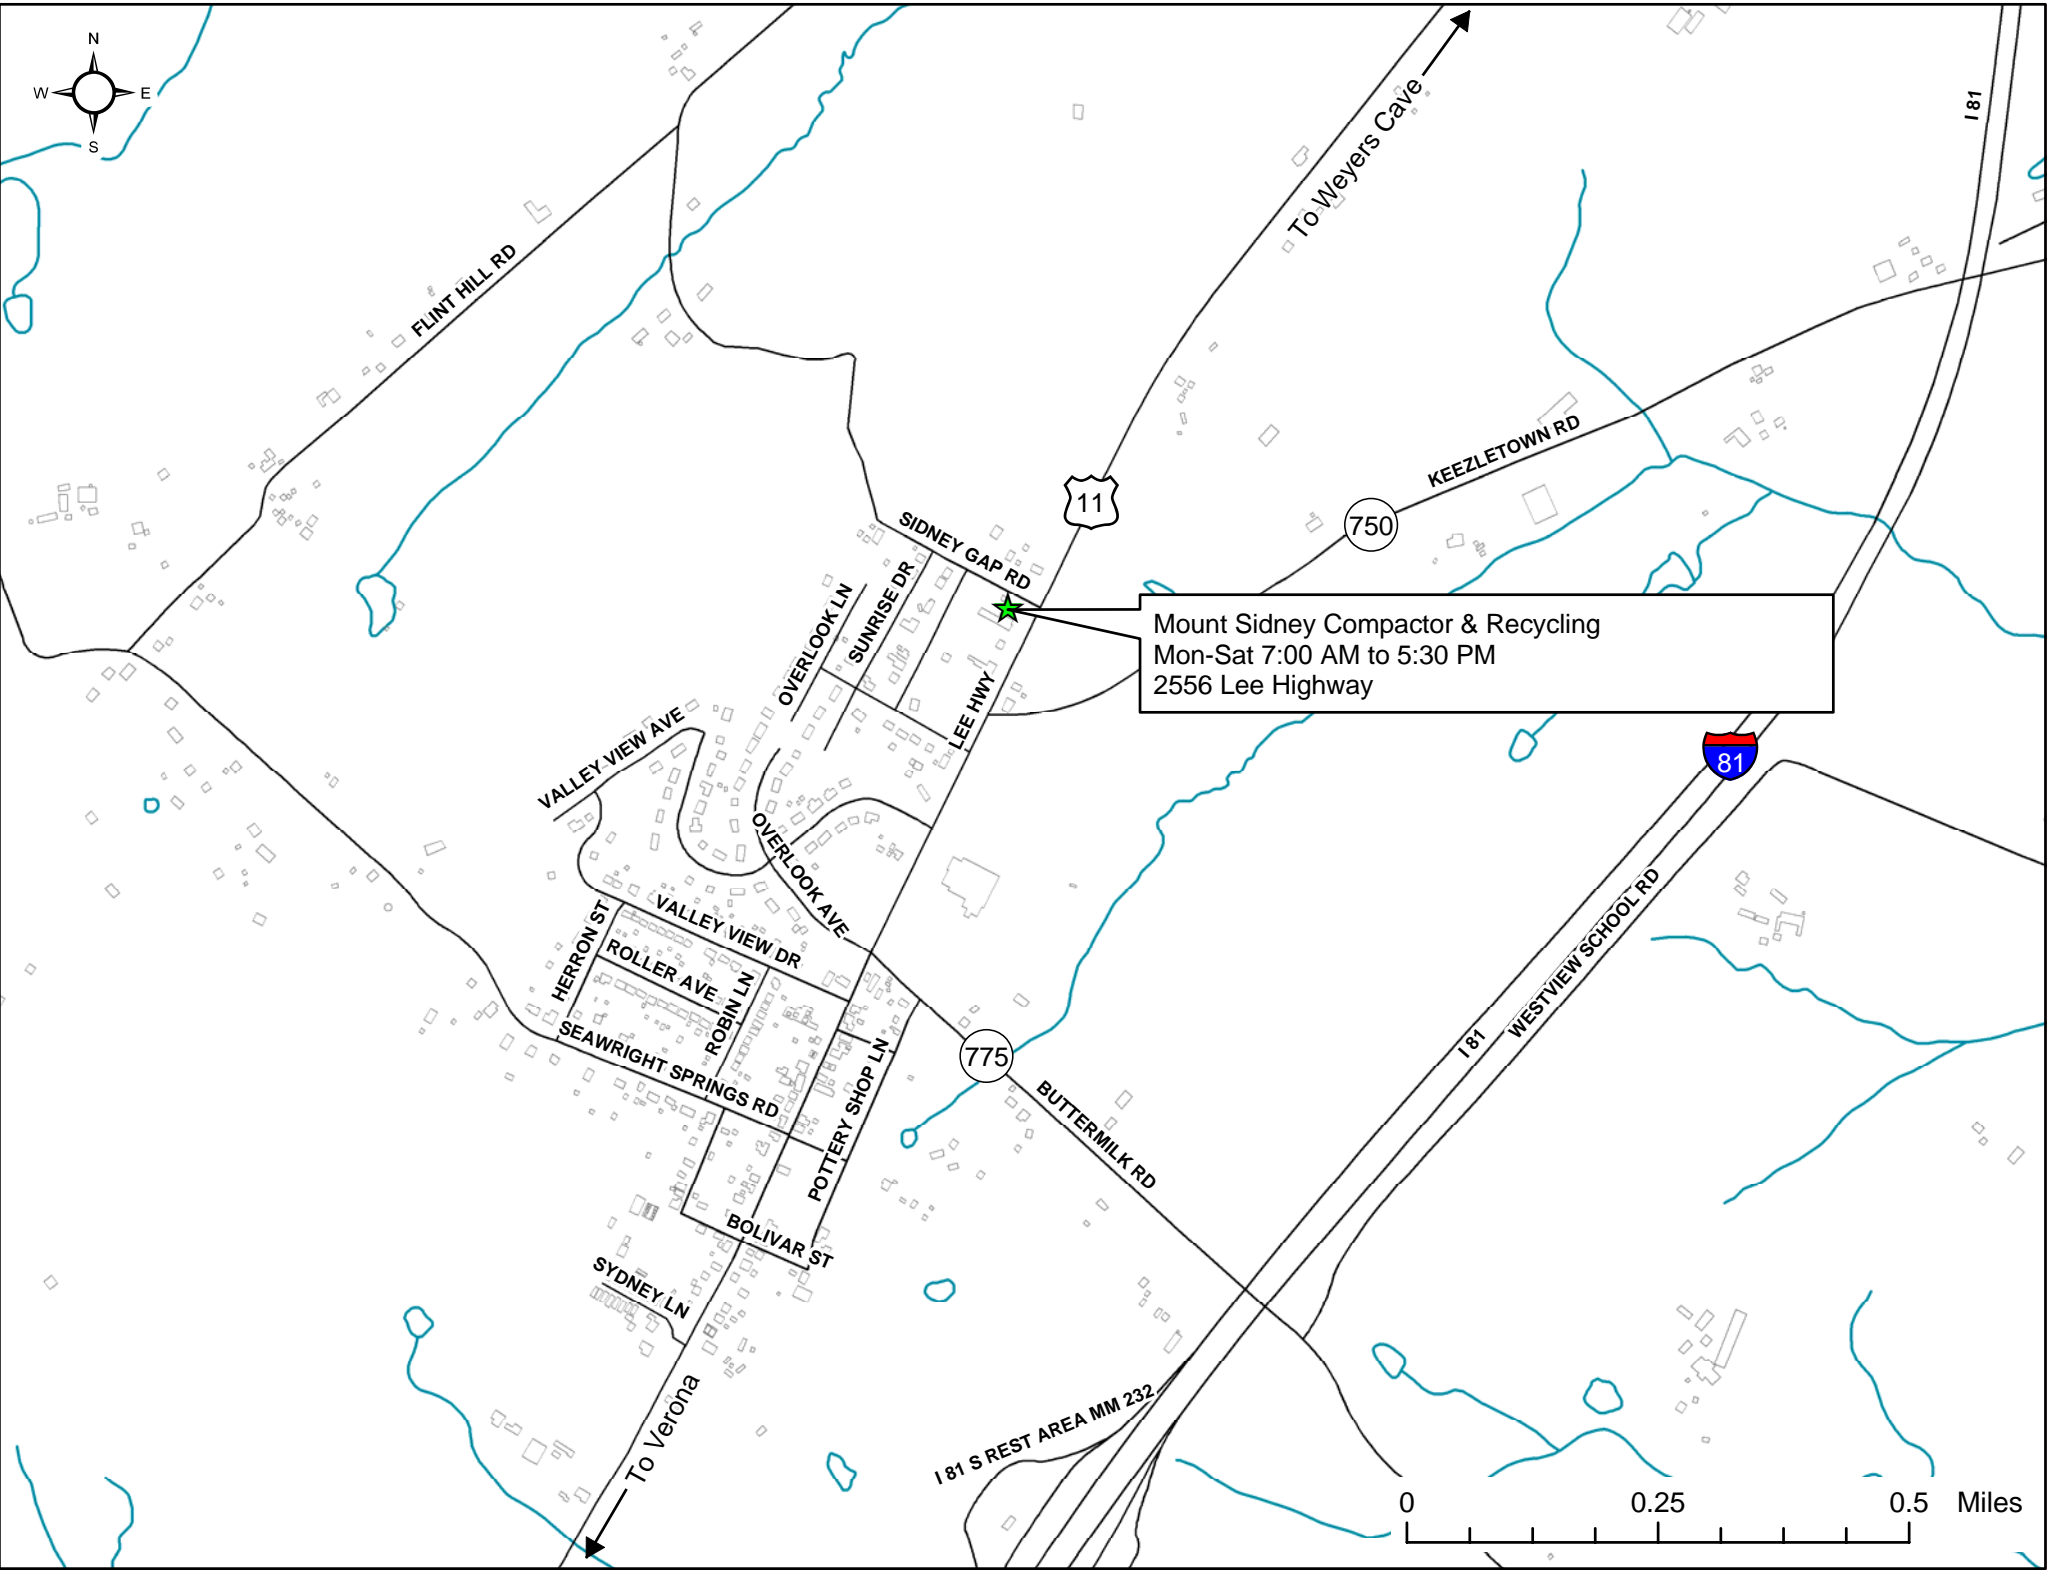 N
W E
S
I 81
To Weyers Cave
FLINT HILL RD
KEEZLETOWN RD
11
750
SIDNEY GAP RD
OVERLOOK LN
SUNRISE DR
Mount Sidney Compactor & Recycling
Mon-Sat 7:00 AM to 5:30 PM
2556 Lee Highway
LEE HWY
VALLEY VIEW AVE
81
OVERLOOK AVE
VALLEY VIEW DR
HERRON ST
ROLLER AVE
ROBIN LN
WESTVIEW SCHOOL RD
I 81
SEAWRIGHT SPRINGS RD
775
POTTERY SHOP LN
BUTTERMILK RD
BOLIVAR ST
SYDNEY LN
To Verona
I 81 S REST AREA MM 232
0 0.25 0.5 Miles